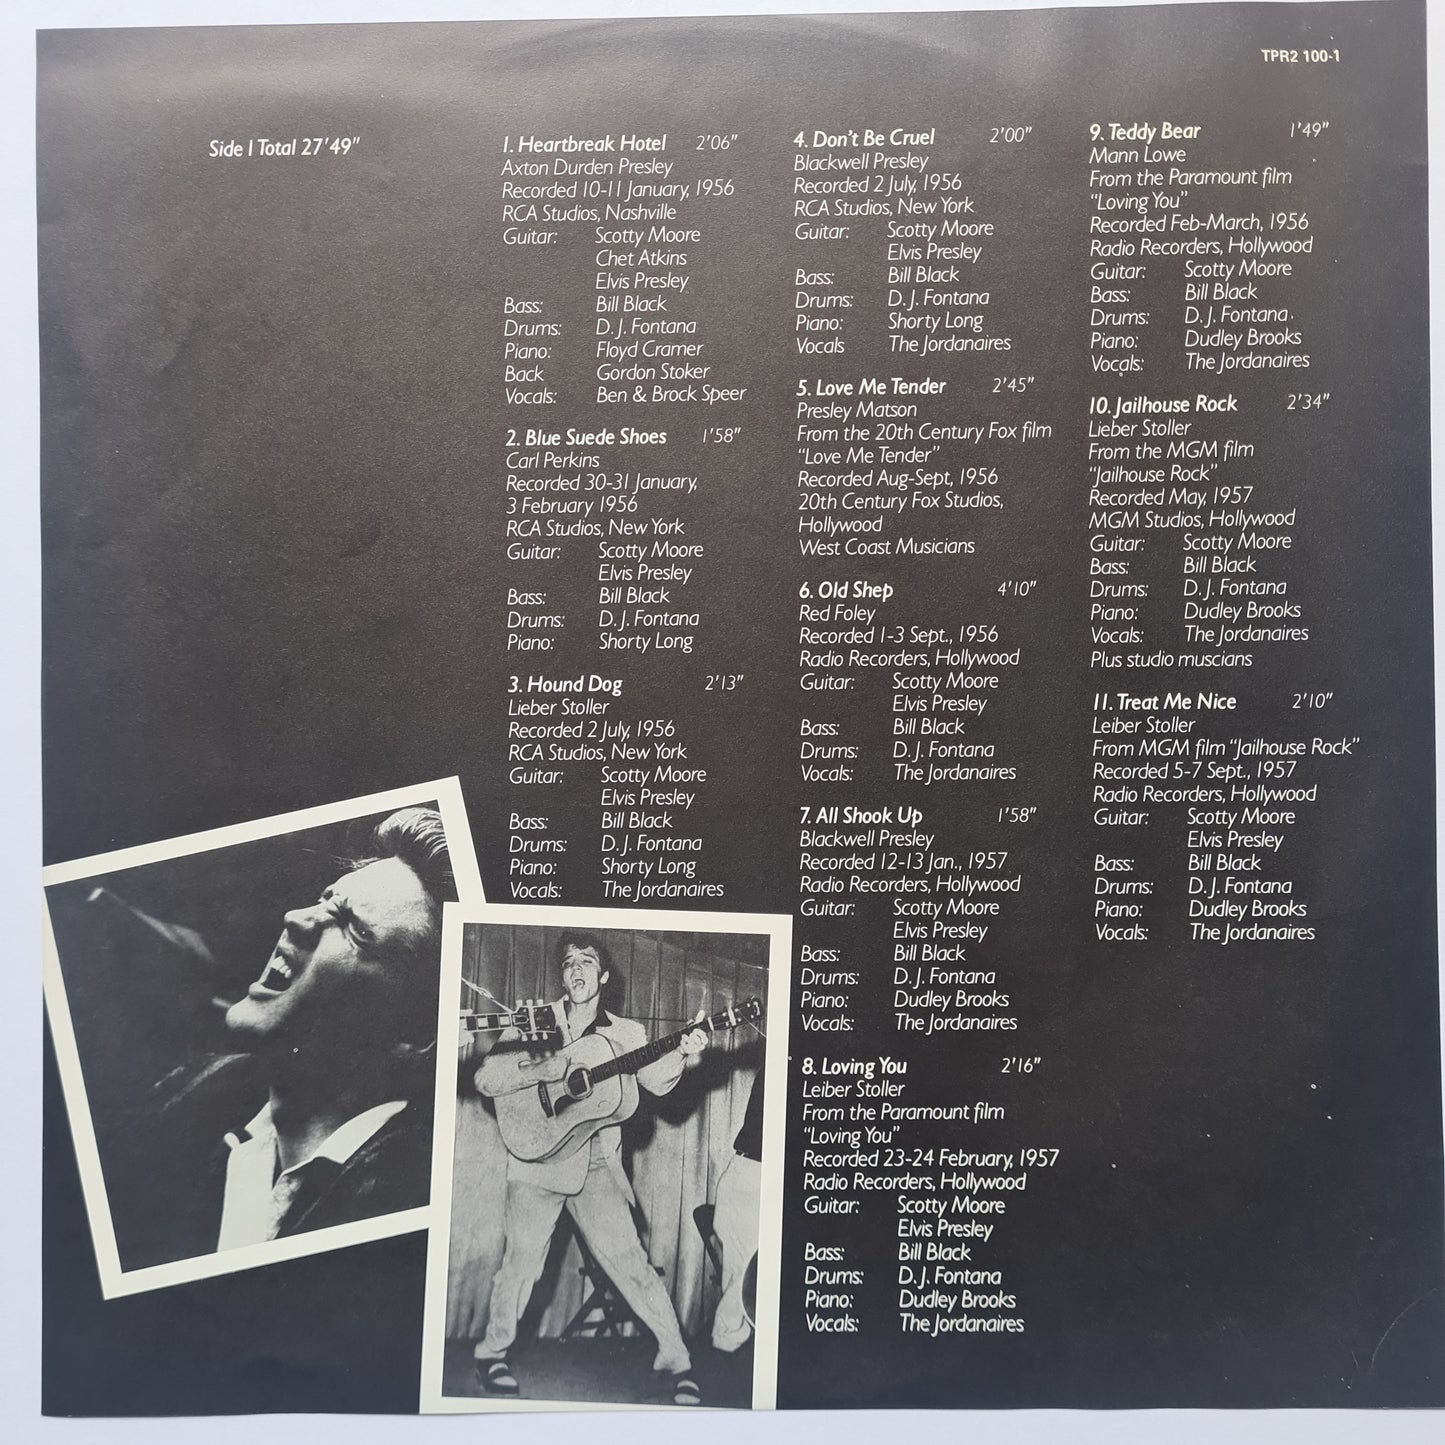 TPR2 100-1
Side 1 Total 27'49"
1. Heartbreak Hotel 2'06"
Axton Durden Presley
Recorded 10-11 January, 1956
RCA Studios, Nashville
Guitar: Scotty Moore
Chet Atkins
Elvis Presley
Bass: Bill Black
Drums: D.J. Fontana
Piano: Floyd Cramer
Back Gordon Stoker
Vocals: Ben & Brock Speer
2. Blue Suede Shoes 1'58"
Carl Perkins
Recorded 30-31 January,
3 February 1956
RCA Studios, New York
Guitar: Scotty Moore
Elvis Presley
Bass: Bill Black
Drums: D.J. Fontana
Piano: Shorty Long
3. Hound Dog 2'13"
Lieber Stoller
Recorded 2 July, 1956
RCA Studios, New York
Guitar: Scotty Moore
Elvis Presley
Bass: Bill Black
Drums: D.J. Fontana
Piano: Shorty Long
Vocals: The Jordanaires
4. Don't Be Cruel 2'00"
Blackwell Presley
Recorded 2 July, 1956
RCA Studios, New York
Guitar: Scotty Moore
Elvis Presley
Bass: Bill Black
Drums: D.J. Fontana
Piano: Shorty Long
Vocals The Jordanaires
5. Love Me Tender 2'45"
Presley Matson
From the 20th Century Fox film
"Love Me Tender"
Recorded Aug-Sept, 1956
20th Century Fox Studios,
Hollywood
West Coast Musicians
6. Old Shep 4'10"
Red Foley
Recorded 1-3 Sept., 1956
Radio Recorders, Hollywood
Guitar: Scotty Moore
Elvis Presley
Bass: Bill Black
Drums: D.J. Fontana
Vocals: The Jordanaires
7. All Shook Up 1'58"
Blackwell Presley
Recorded 12-13 Jan., 1957
Radio Recorders, Hollywood
Guitar: Scotty Moore
Elvis Presley
Bass: Bill Black
Drums: D.J. Fontana
Piano: Dudley Brooks
Vocals: The Jordanaires
8. Loving You 2'16"
Leiber Stoller
From the Paramount film
"Loving You"
Recorded 23-24 February, 1957
Radio Recorders, Hollywood
Guitar: Scotty Moore
Elvis Presley
Bass: Bill Black
Drums: D.J. Fontana
Piano: Dudley Brooks
Vocals: The Jordanaires
9. Teddy Bear 1'49"
Mann Lowe
From the Paramount film
"Loving You"
Recorded Feb-March, 1956
Radio Recorders, Hollywood
Guitar: Scotty Moore
Bass: Bill Black
Drums: D.J. Fontana
Piano: Dudley Brooks
Vocals: The Jordanaires
10. Jailhouse Rock 2'34"
Lieber Stoller
From the MGM film
"Jailhouse Rock"
Recorded May, 1957
MGM Studios, Hollywood
Guitar: Scotty Moore
Bass: Bill Black
Drums: D.J. Fontana
Piano: Dudley Brooks
Vocals: The Jordanaires
Plus studio muscians
11. Treat Me Nice 2'10"
Leiber Stoller
From MGM film "Jailhouse Rock"
Recorded 5-7 Sept., 1957
Radio Recorders, Hollywood
Guitar: Scotty Moore
Elvis Presley
Bass: Bill Black
Drums: D.J. Fontana
Piano: Dudley Brooks
Vocals: The Jordanaires